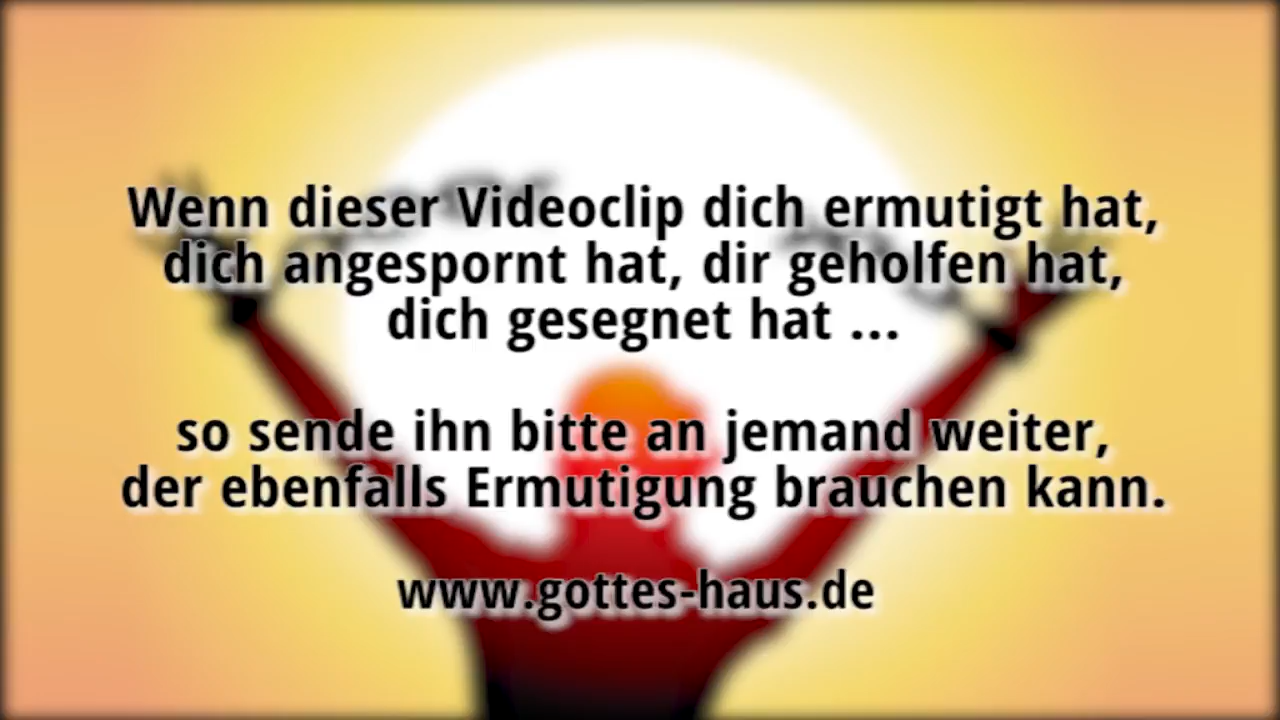 Wenn dieser Videoclip dich ermutigt hat,
dich angespornt hat, dir geholfen hat,
dich gesegnet hat ...
so sende ihn bitte an jemand weiter,
der ebenfalls Ermutigung brauchen kann.
www.gottes-haus.de